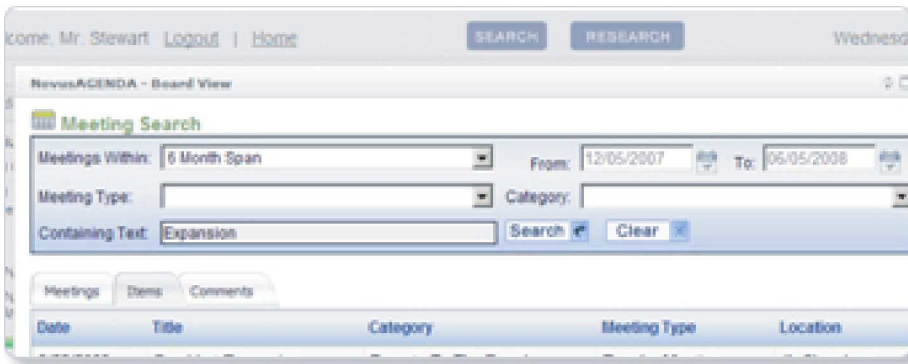 lcome, Mr. Stewart Logout | Home SEARCH RESEARCH Wednesd
NovusAGENDA - Board View
Meeting Search
Meetings Within: 6 Month Span From: 12/05/2007 To: 06/05/2008
Meeting Type: Category:
Containing Text: Expansion Search Clear
Meetings Items Comments
Date Title Category Meeting Type Location